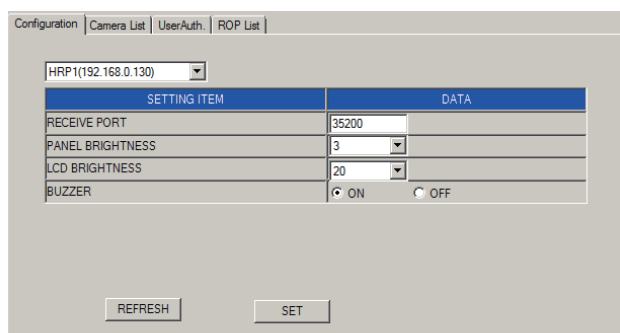 Configuration Camera List UserAuth. ROP List
HRP1(192.168.0.130)
SETTING ITEM DATA
RECEIVE PORT 35200
PANEL BRIGHTNESS 3
LCD BRIGHTNESS 20
BUZZER ON OFF
REFRESH SET